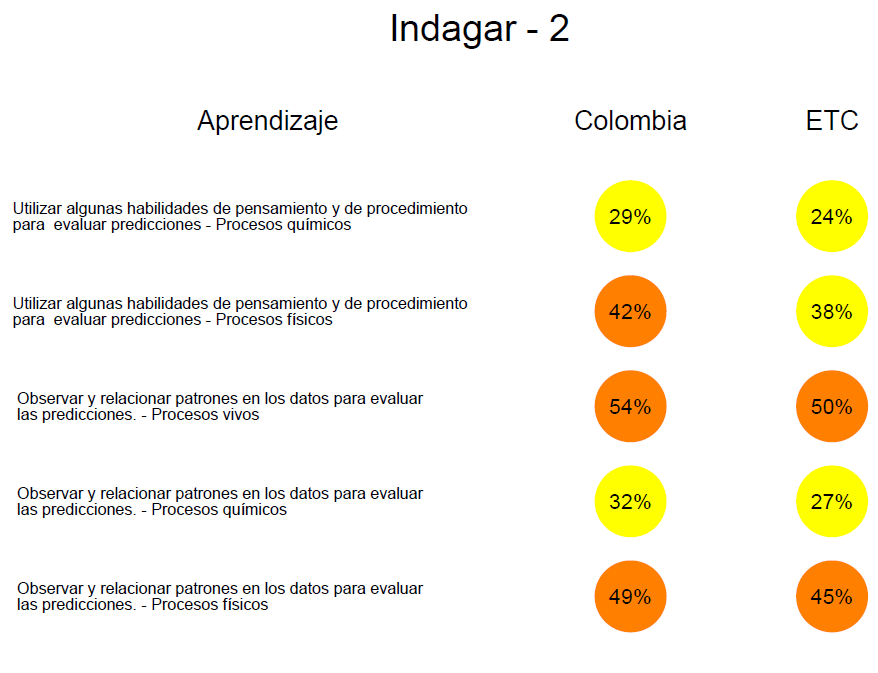 Indagar - 2
Aprendizaje Colombia ETC
Utilizar algunas habilidades de pensamiento y de procedimiento
para  evaluar predicciones - Procesos químicos
29% 24%
Utilizar algunas habilidades de pensamiento y de procedimiento
para  evaluar predicciones - Procesos físicos
42% 38%
Observar y relacionar patrones en los datos para evaluar
las predicciones. - Procesos vivos
54% 50%
Observar y relacionar patrones en los datos para evaluar
las predicciones. - Procesos químicos
32% 27%
Observar y relacionar patrones en los datos para evaluar
las predicciones. - Procesos físicos
49% 45%